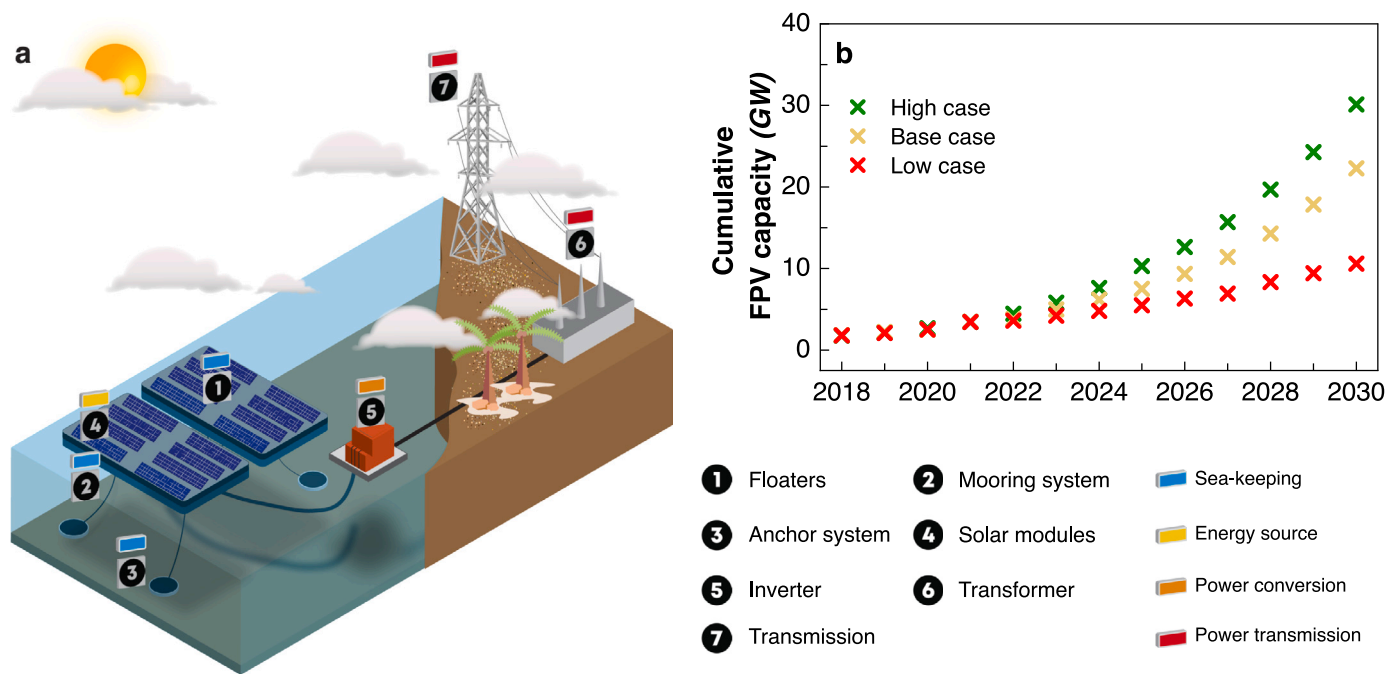 a
7
6
1
4
5
2
3
b
Cumulative
FPV capacity (GW)
40
30
20
10
0
High case
Base case
Low case
2018 2020 2022 2024 2026 2028 2030
1 Floaters 2 Mooring system Sea-keeping
3 Anchor system 4 Solar modules Energy source
5 Inverter 6 Transformer Power conversion
7 Transmission Power transmission